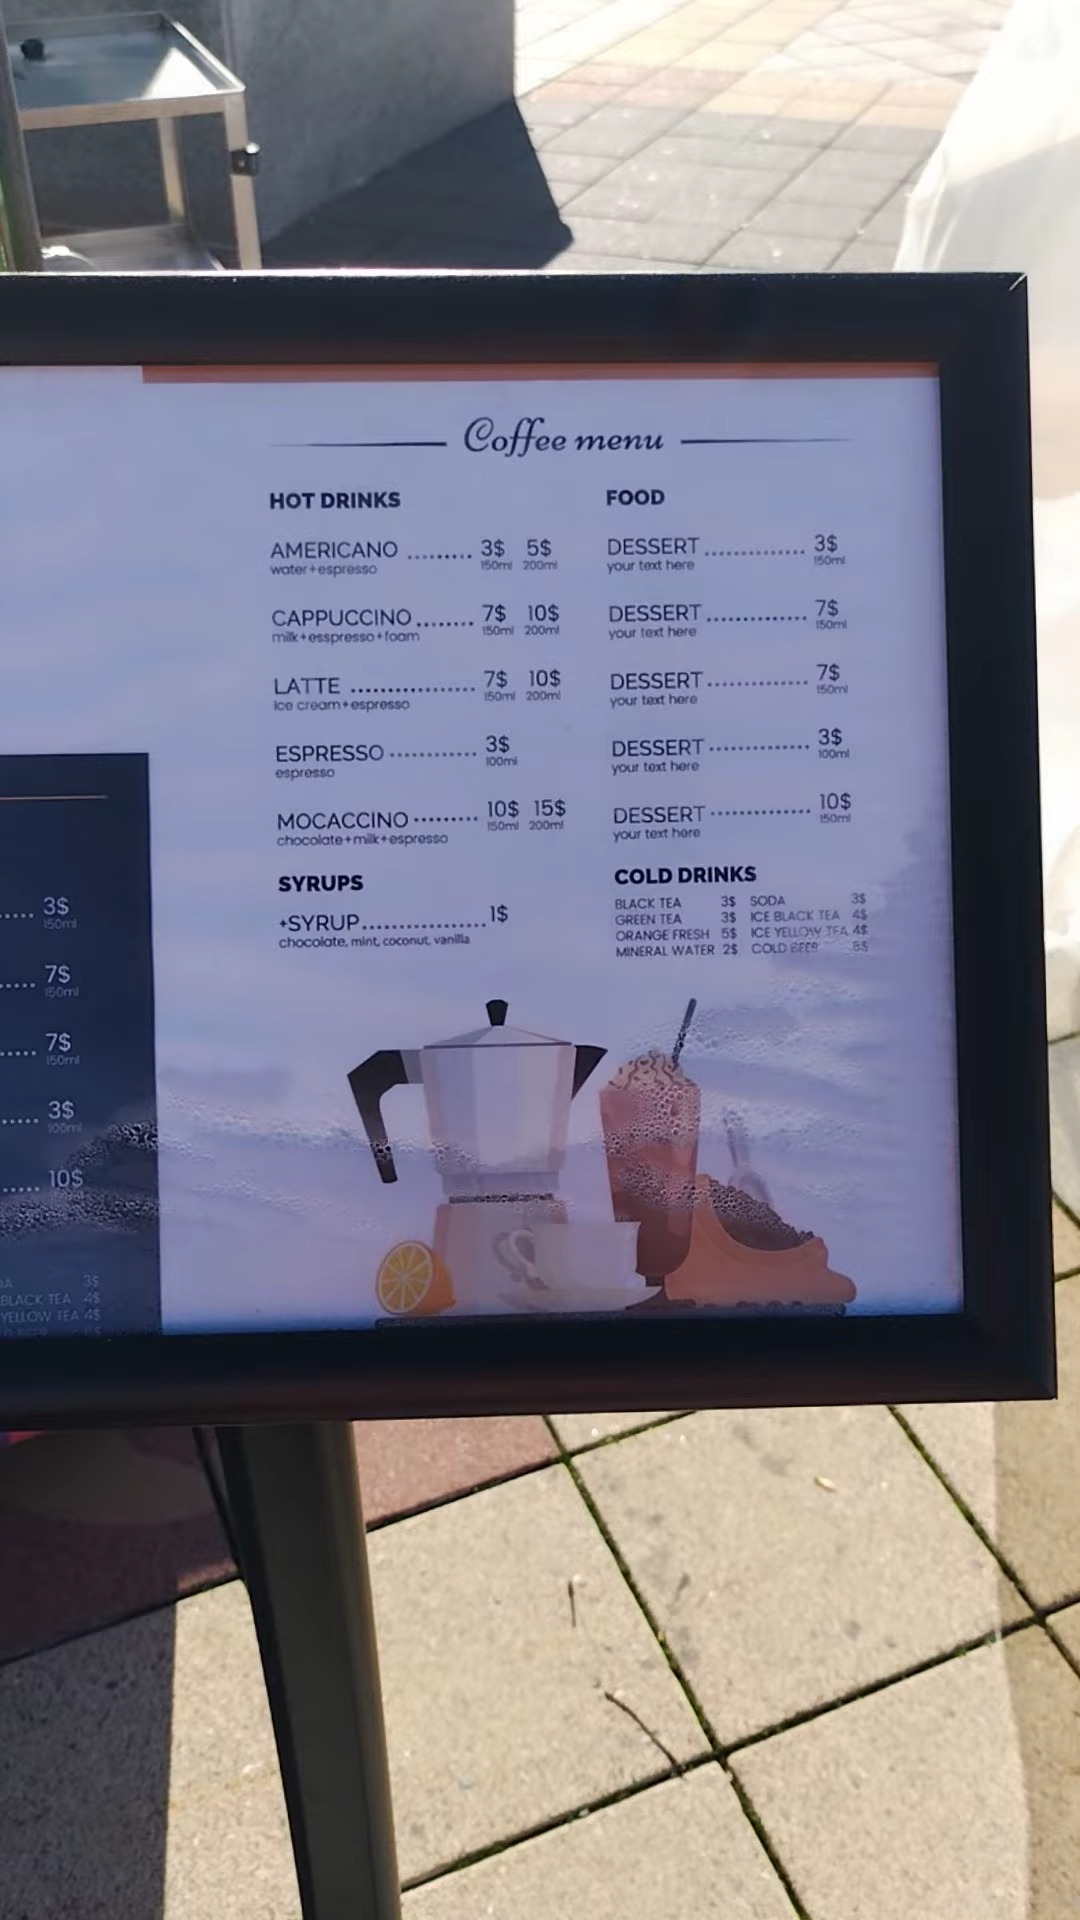 Coffee menu
HOT DRINKS
AMERICANO ......... 3$ 5$
water+espresso 150ml 200ml
CAPPUCCINO ........ 7$ 10$
milk+esspresso+foam 150ml 200ml
LATTE .................. 7$ 10$
Ice cream+espresso 150ml 200ml
ESPRESSO ............ 3$
espresso 100ml
MOCACCINO ......... 10$ 15$
chocolate+milk+espresso 150ml 200ml
SYRUPS
+SYRUP................. 1$
chocolate, mint, coconut, vanilla
FOOD
DESSERT .............. 3$
your text here 150ml
DESSERT .............. 7$
your text here 150ml
DESSERT .............. 7$
your text here 150ml
DESSERT .............. 3$
your text here 100ml
DESSERT .............. 10$
your text here 150ml
COLD DRINKS
BLACK TEA 3$ SODA 3$
GREEN TEA 3$ ICE BLACK TEA 4$
ORANGE FRESH 5$ ICE YELLOW TEA 4$
MINERAL WATER 2$ COLD BEER
..... 3$
150ml
..... 7$
150ml
..... 7$
150ml
..... 3$
100ml
..... 10$
3$
BLACK TEA 4$
YELLOW TEA 4$